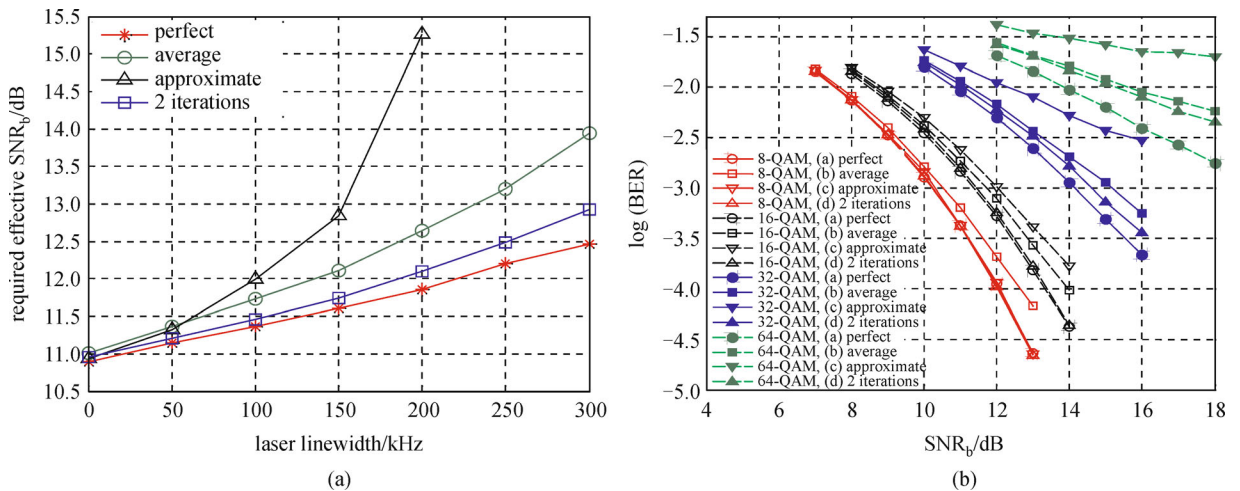 15.5
15.0
14.5
14.0
13.5
13.0
12.5
12.0
11.5
11.0
10.5
required effective SNRb/dB
perfect
average
approximate
2 iterations
0
50
100
150
200
250
300
laser linewidth/kHz
(a)
−1.5
−2.0
−2.5
−3.0
−3.5
−4.0
−4.5
−5.0
log (BER)
8-QAM, (a) perfect
8-QAM, (b) average
8-QAM, (c) approximate
8-QAM, (d) 2 iterations
16-QAM, (a) perfect
16-QAM, (b) average
16-QAM, (c) approximate
16-QAM, (d) 2 iterations
32-QAM, (a) perfect
32-QAM, (b) average
32-QAM, (c) approximate
32-QAM, (d) 2 iterations
64-QAM, (a) perfect
64-QAM, (b) average
64-QAM, (c) approximate
64-QAM, (d) 2 iterations
4
6
8
10
12
14
16
18
SNRb/dB
(b)